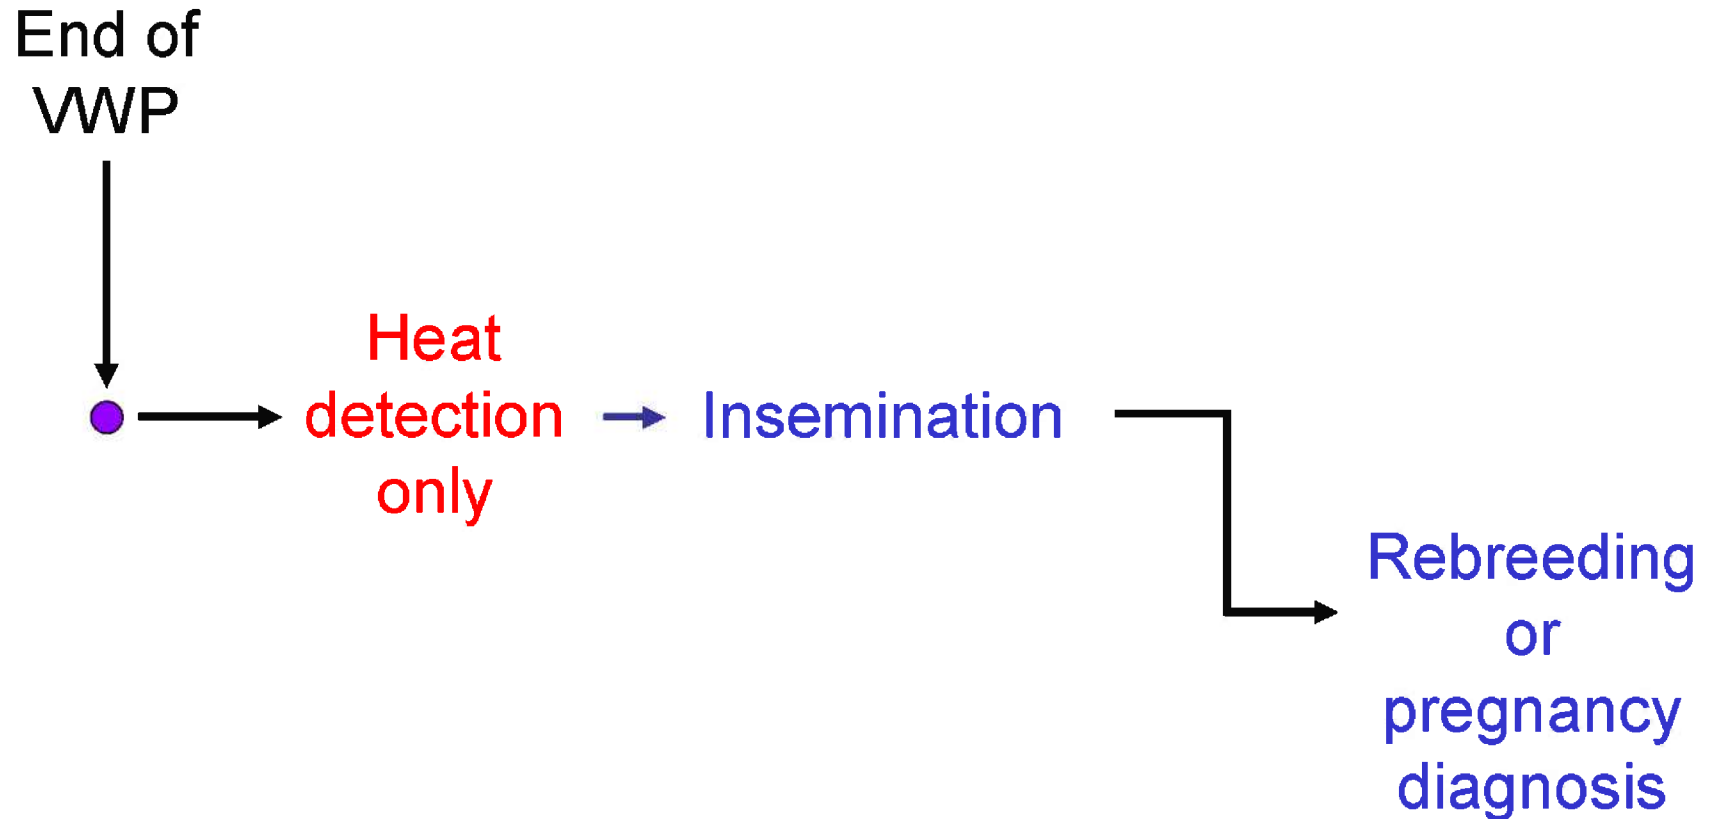 End of
VWP
Heat
detection
only
Insemination
Rebreeding
or
pregnancy
diagnosis